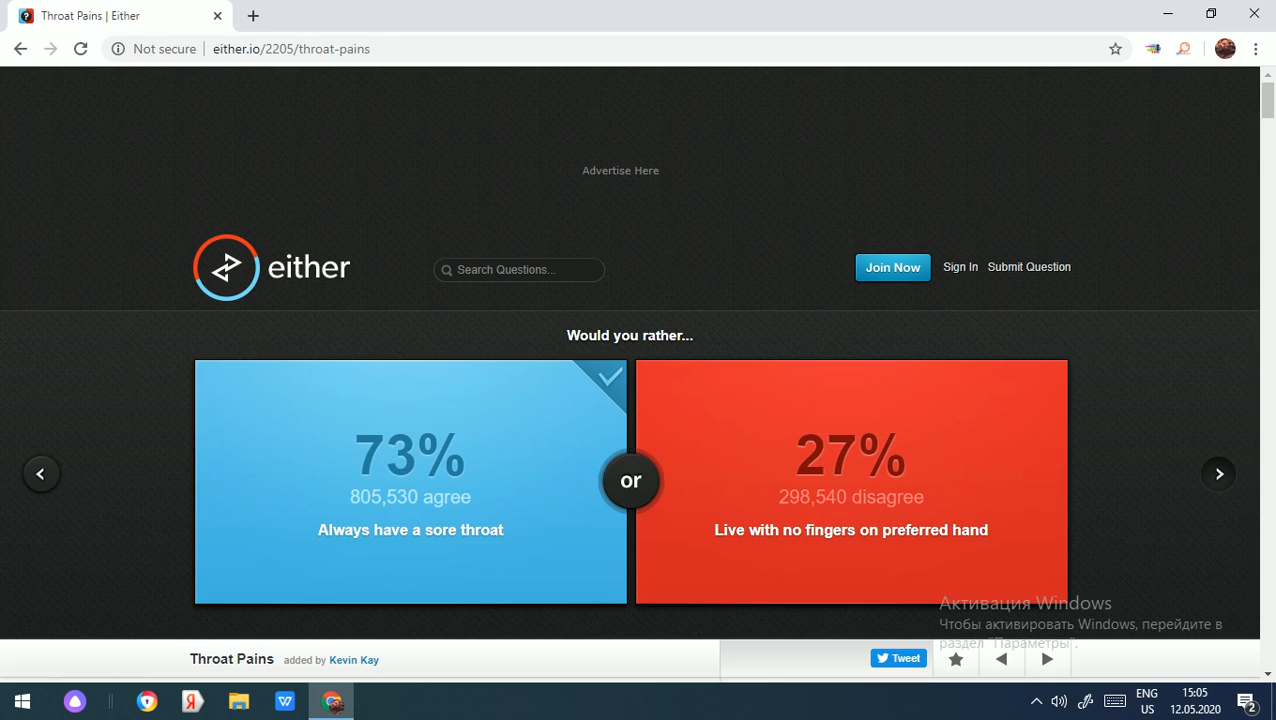 Throat Pains | Either
Not secure
either.io/2205/throat-pains
Advertise Here
either
Search Questions...
Join Now
Sign In
Submit Question
Would you rather...
73%
805,530 agree
Always have a sore throat
or
27%
298,540 disagree
Live with no fingers on preferred hand
Активация Windows
Чтобы активировать Windows, перейдите в
раздел "Параметры".
Throat Pains
added by Kevin Kay
Tweet
ENG
US
15:05
12.05.2020
2